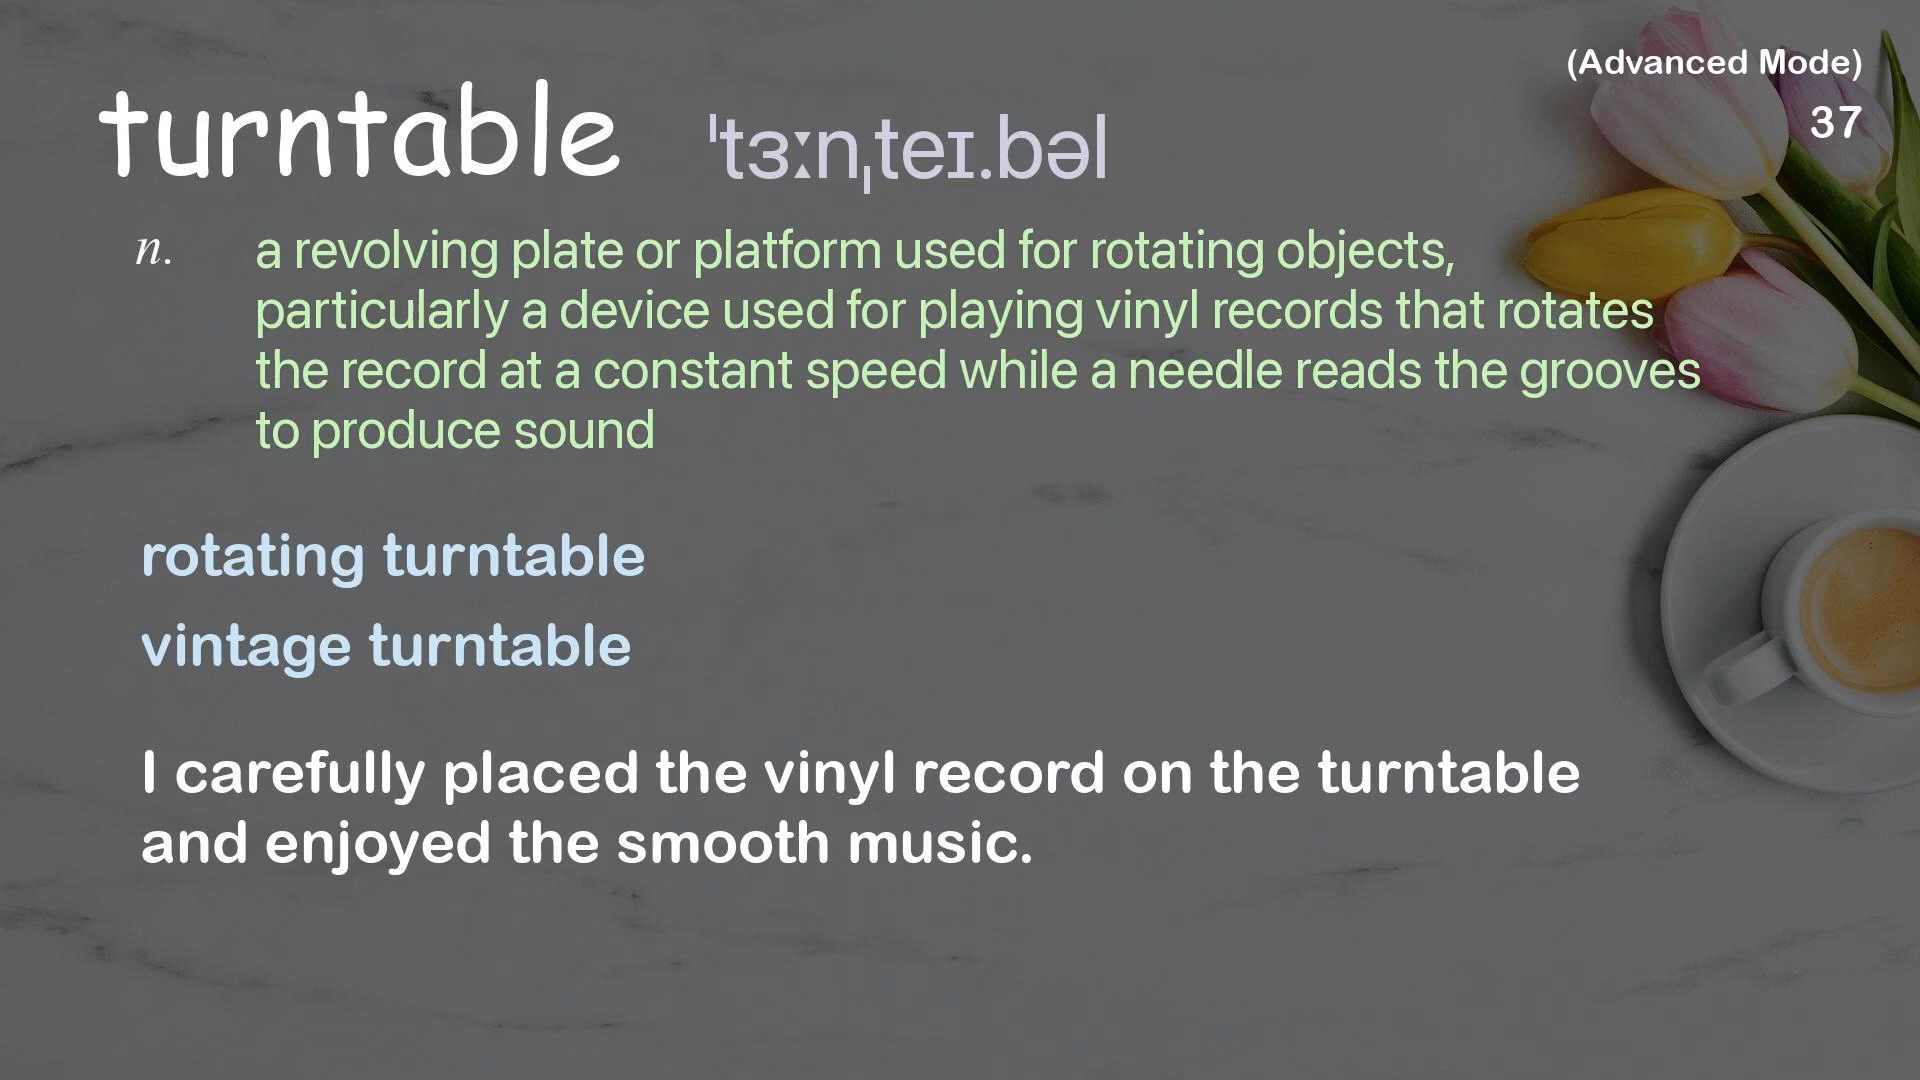 (Advanced Mode)
37
turntable ˈtɜːnˌteɪ.bəl
n. a revolving plate or platform used for rotating objects,
particularly a device used for playing vinyl records that rotates
the record at a constant speed while a needle reads the grooves
to produce sound
rotating turntable
vintage turntable
I carefully placed the vinyl record on the turntable
and enjoyed the smooth music.